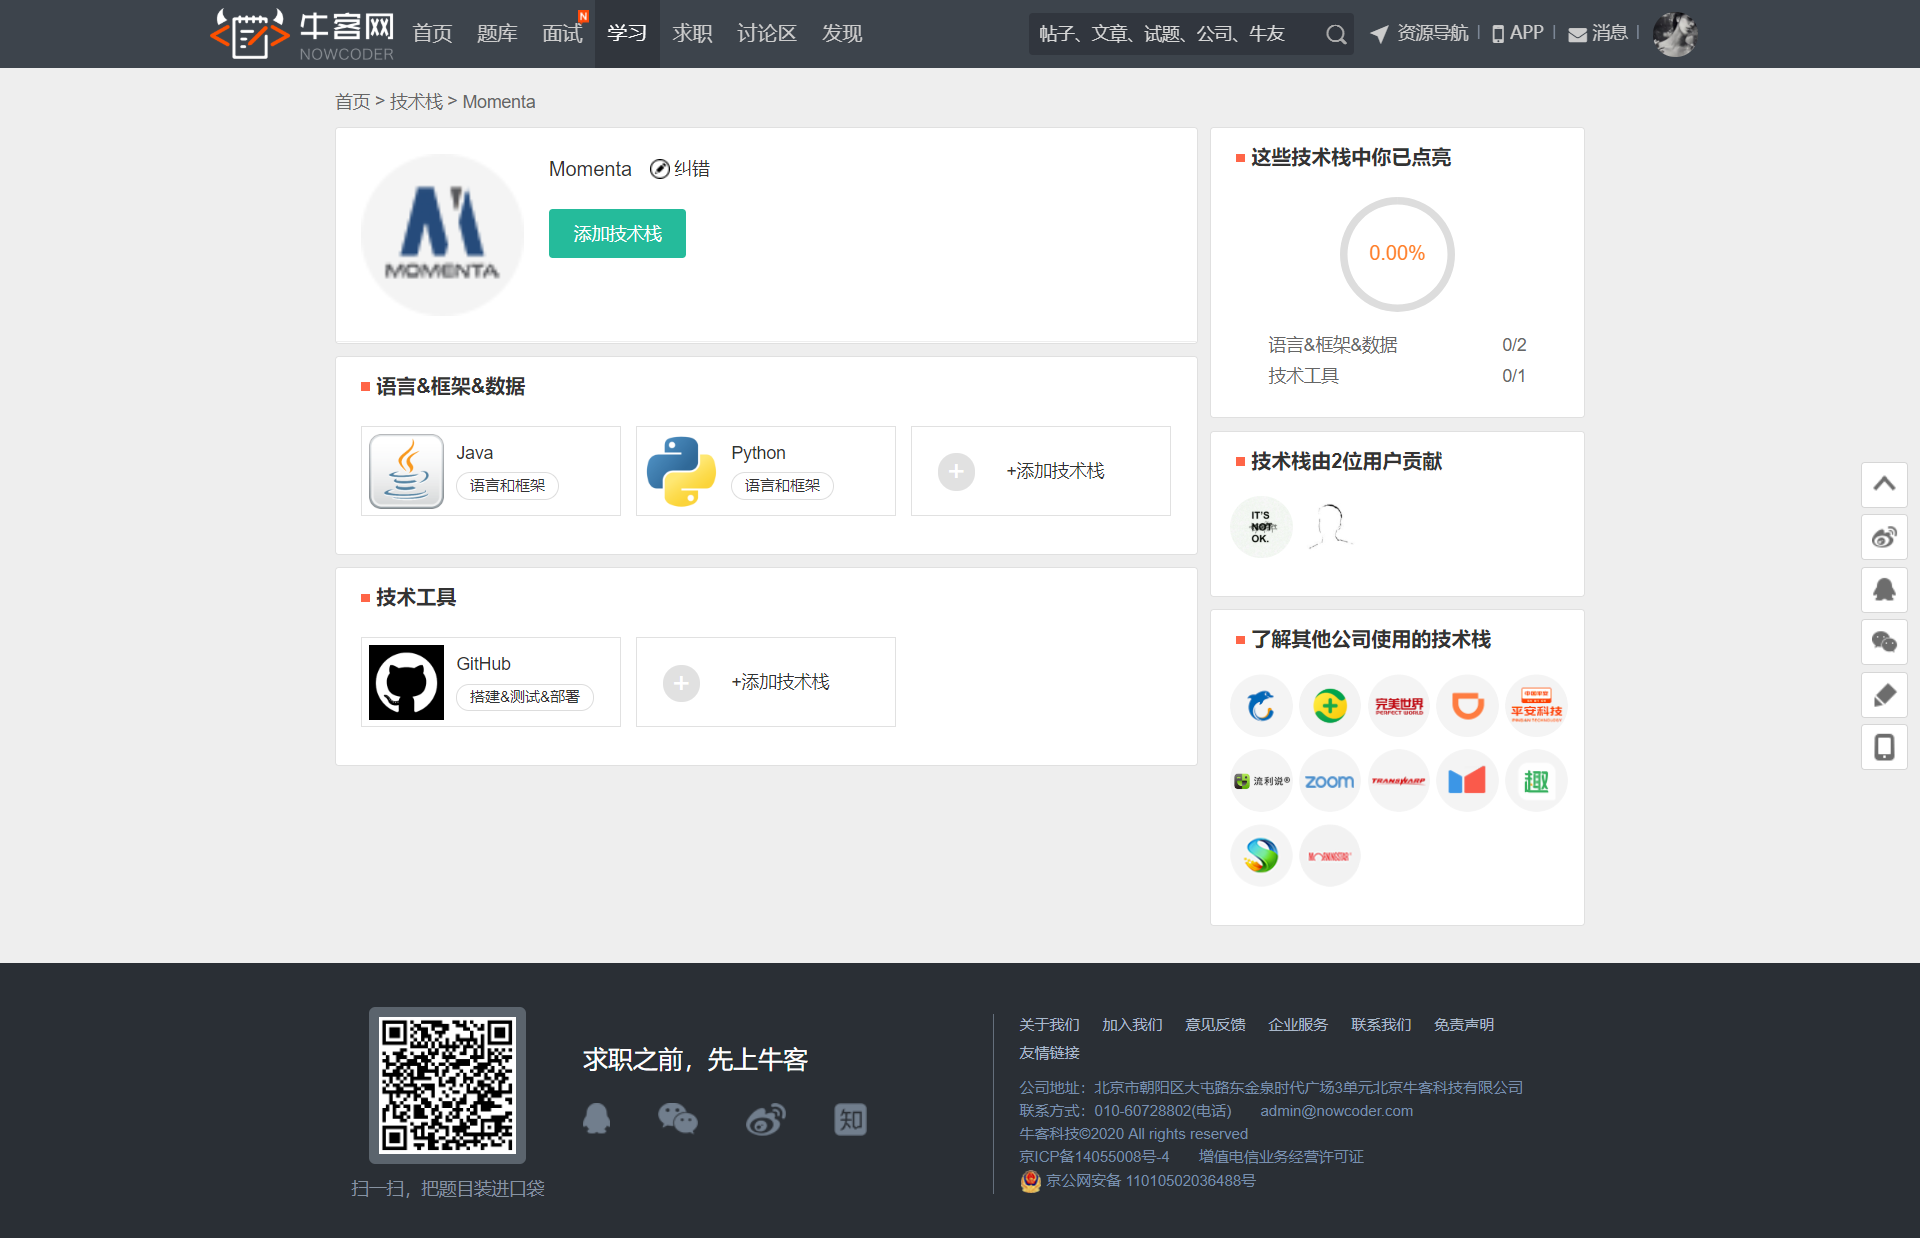 牛客网
NOWCODER
首页 题库 面试 N 学习 求职 讨论区 发现
帖子、文章、试题、公司、牛友
资源导航 | APP | 消息 |
首页 > 技术栈 > Momenta
MOMENTA
Momenta 纠错
添加技术栈
语言&框架&数据
Java
语言和框架
Python
语言和框架
+添加技术栈
技术工具
GitHub
搭建&测试&部署
+添加技术栈
这些技术栈中你已点亮
0.00%
语言&框架&数据 0/2
技术工具 0/1
技术栈由2位用户贡献
IT'S
NOT
OK.
了解其他公司使用的技术栈
完美世界
PERFECT WORLD
中国平安
平安科技
PINGAN TECHNOLOGY
流利说®
zoom
TRANSWARP
趣
MORNINGSTAR®
扫一扫，把题目装进口袋
求职之前，先上牛客
知
关于我们 加入我们 意见反馈 企业服务 联系我们 免责声明
友情链接
公司地址：北京市朝阳区大屯路东金泉时代广场3单元北京牛客科技有限公司
联系方式：010-60728802(电话) admin@nowcoder.com
牛客科技©2020 All rights reserved
京ICP备14055008号-4 增值电信业务经营许可证
京公网安备 11010502036488号